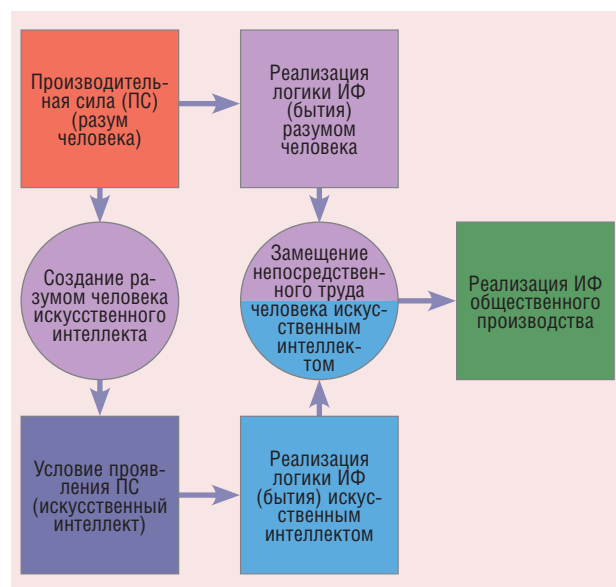 Производитель-
ная сила (ПС)
(разум
человека)
Реализация
логики ИФ
(бытия)
разумом
человека
Создание ра-
зумом человека
искусственного
интеллекта
Замещение
непосредствен-
ного труда
человека искус-
ственным
интеллек-
том
Реализация ИФ
общественного
производства
Условие прояв-
ления ПС
(искусственный
интеллект)
Реализация
логики ИФ
(бытия) искус-
ственным
интеллектом